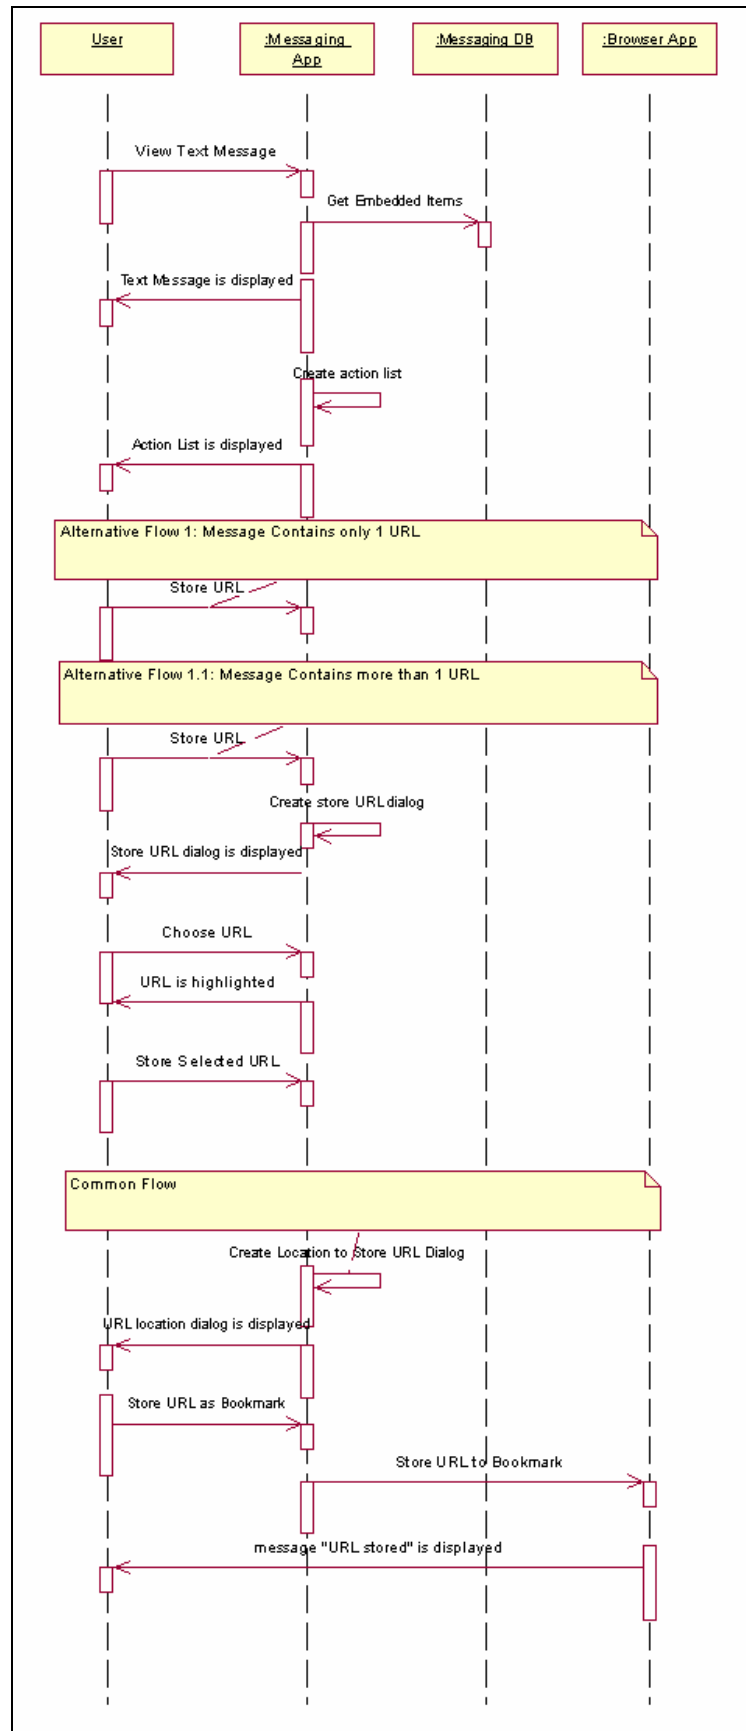 User
:Messaging
App
:Messaging DB
:Browser App
View Text Message
Get Embedded Items
Text Message is displayed
Create action list
Action List is displayed
Alternative Flow 1: Message Contains only 1 URL
Store URL
Alternative Flow 1.1: Message Contains more than 1 URL
Store URL
Create store URL dialog
Store URL dialog is displayed
Choose URL
URL is highlighted
Store Selected URL
Common Flow
Create Location to Store URL Dialog
URL location dialog is displayed
Store URL as Bookmark
Store URL to Bookmark
message "URL stored" is displayed